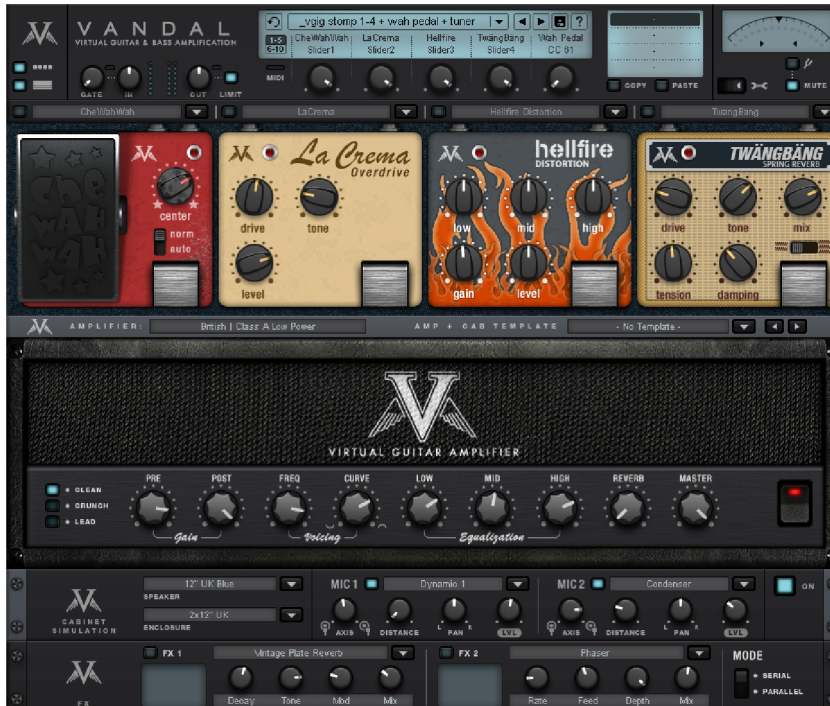 VANDAL
VIRTUAL GUITAR & BASS AMPLIFICATION
_vgig stomp 1-4 + wah pedal + tuner
?
1-5
6-10
CheWahWah LaCrema Hellfire TwängBäng Wah Pedal
Slider1 Slider2 Slider3 Slider4 CC 81
GATE IN OUT LIMIT
MIDI
COPY PASTE
MUTE
CheWahWah LaCrema Hellfire Distortion TwangBang
Che
Wah
Wah
center
norm
auto
La Crema
Overdrive
drive tone
level
hellfire
DISTORTION
low mid high
gain level
TWÄNGBÄNG
SPRING REVERB
drive tone mix
tension damping
AMPLIFIER: British | Class A Low Power AMP + CAB TEMPLATE - No Template -
VIRTUAL GUITAR AMPLIFIER
CLEAN
CRUNCH
LEAD
PRE POST FREQ CURVE LOW MID HIGH REVERB MASTER
Gain Voicing Equalization
CABINET
SIMULATION
12" UK Blue
SPEAKER
2x12" UK
ENCLOSURE
MIC 1 Dynamic 1
AXIS DISTANCE L PAN R LVL
MIC 2 Condenser
AXIS DISTANCE L PAN R LVL
ON
FX
FX 1 Vintage Plate Reverb
Decay Tone Mod Mix
FX 2 Phaser
Rate Feed Depth Mix
MODE
SERIAL
PARALLEL